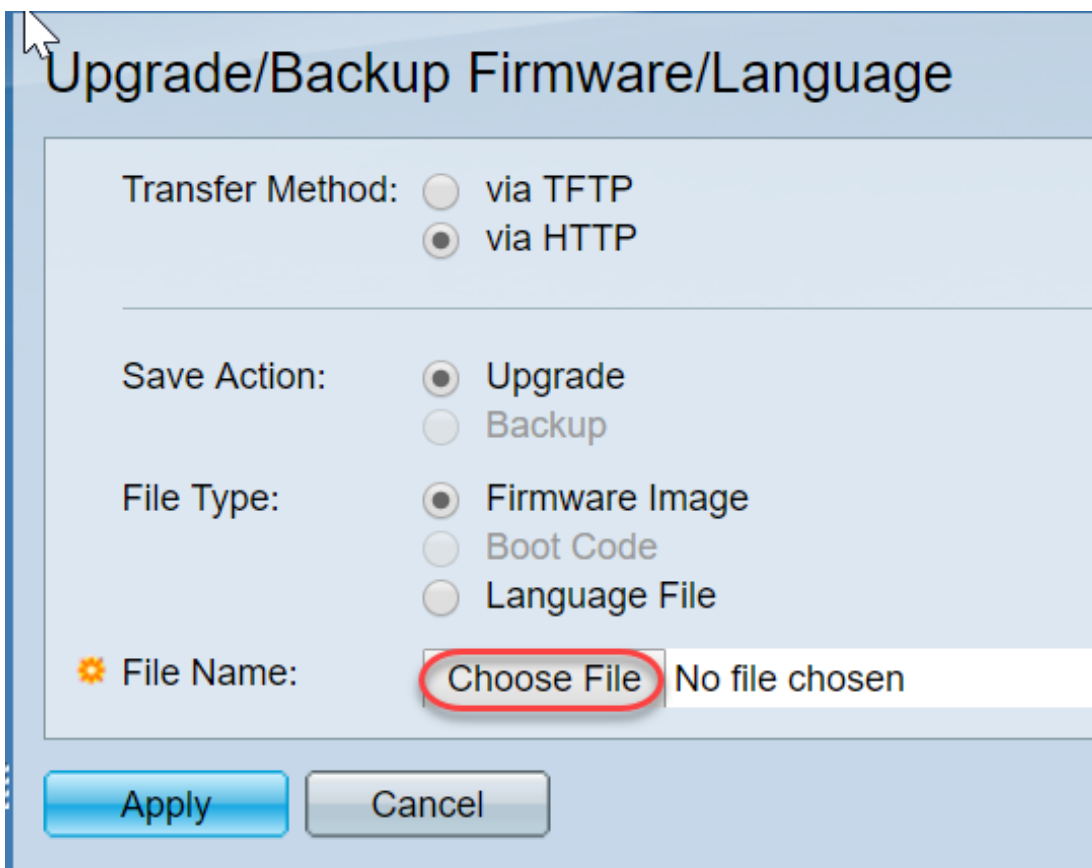 Upgrade/Backup Firmware/Language
Transfer Method: via TFTP
via HTTP
Save Action: Upgrade
Backup
File Type: Firmware Image
Boot Code
Language File
File Name: Choose File No file chosen
Apply Cancel